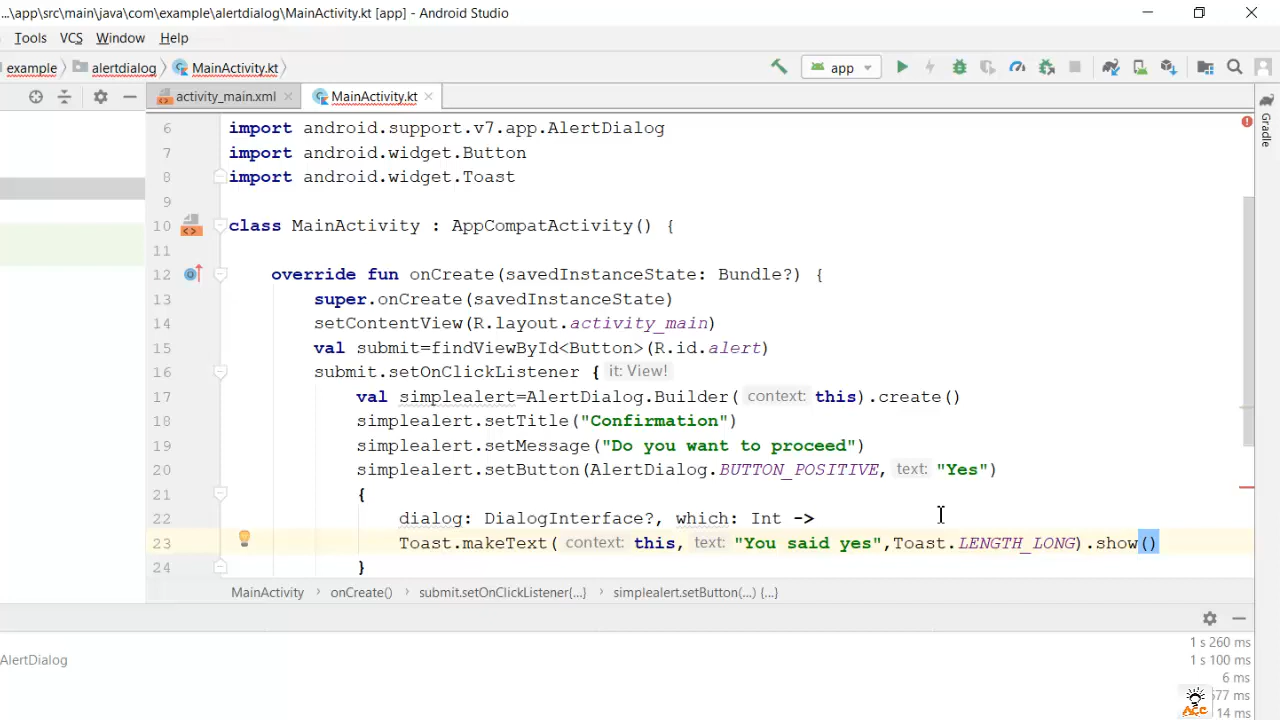 ...\app\src\main\java\com\example\alertdialog\MainActivity.kt [app] - Android Studio
Tools VCS Window Help
example alertdialog MainActivity.kt app
activity_main.xml MainActivity.kt
Gradle
6 import android.support.v7.app.AlertDialog
7 import android.widget.Button
8 import android.widget.Toast
9
10 class MainActivity : AppCompatActivity() {
11
12 override fun onCreate(savedInstanceState: Bundle?) {
13 super.onCreate(savedInstanceState)
14 setContentView(R.layout.activity_main)
15 val submit=findViewById<Button>(R.id.alert)
16 submit.setOnClickListener { it: View!
17 val simplealert=AlertDialog.Builder( context: this).create()
18 simplealert.setTitle("Confirmation")
19 simplealert.setMessage("Do you want to proceed")
20 simplealert.setButton(AlertDialog.BUTTON_POSITIVE, text: "Yes")
21 {
22 dialog: DialogInterface?, which: Int ->
23 Toast.makeText( context: this, text: "You said yes",Toast.LENGTH_LONG).show()
24 }
MainActivity › onCreate() › submit.setOnClickListener{...} › simplealert.setButton(...) {...}
1 s 260 ms
AlertDialog 1 s 100 ms
6 ms
577 ms
14 ms
Acc